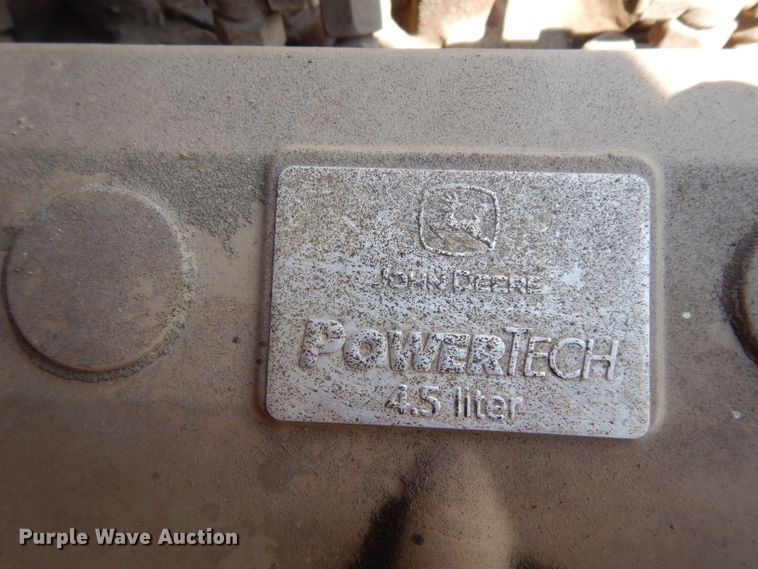 JOHN DEERE
POWERTECH
4.5 liter
Purple Wave Auction